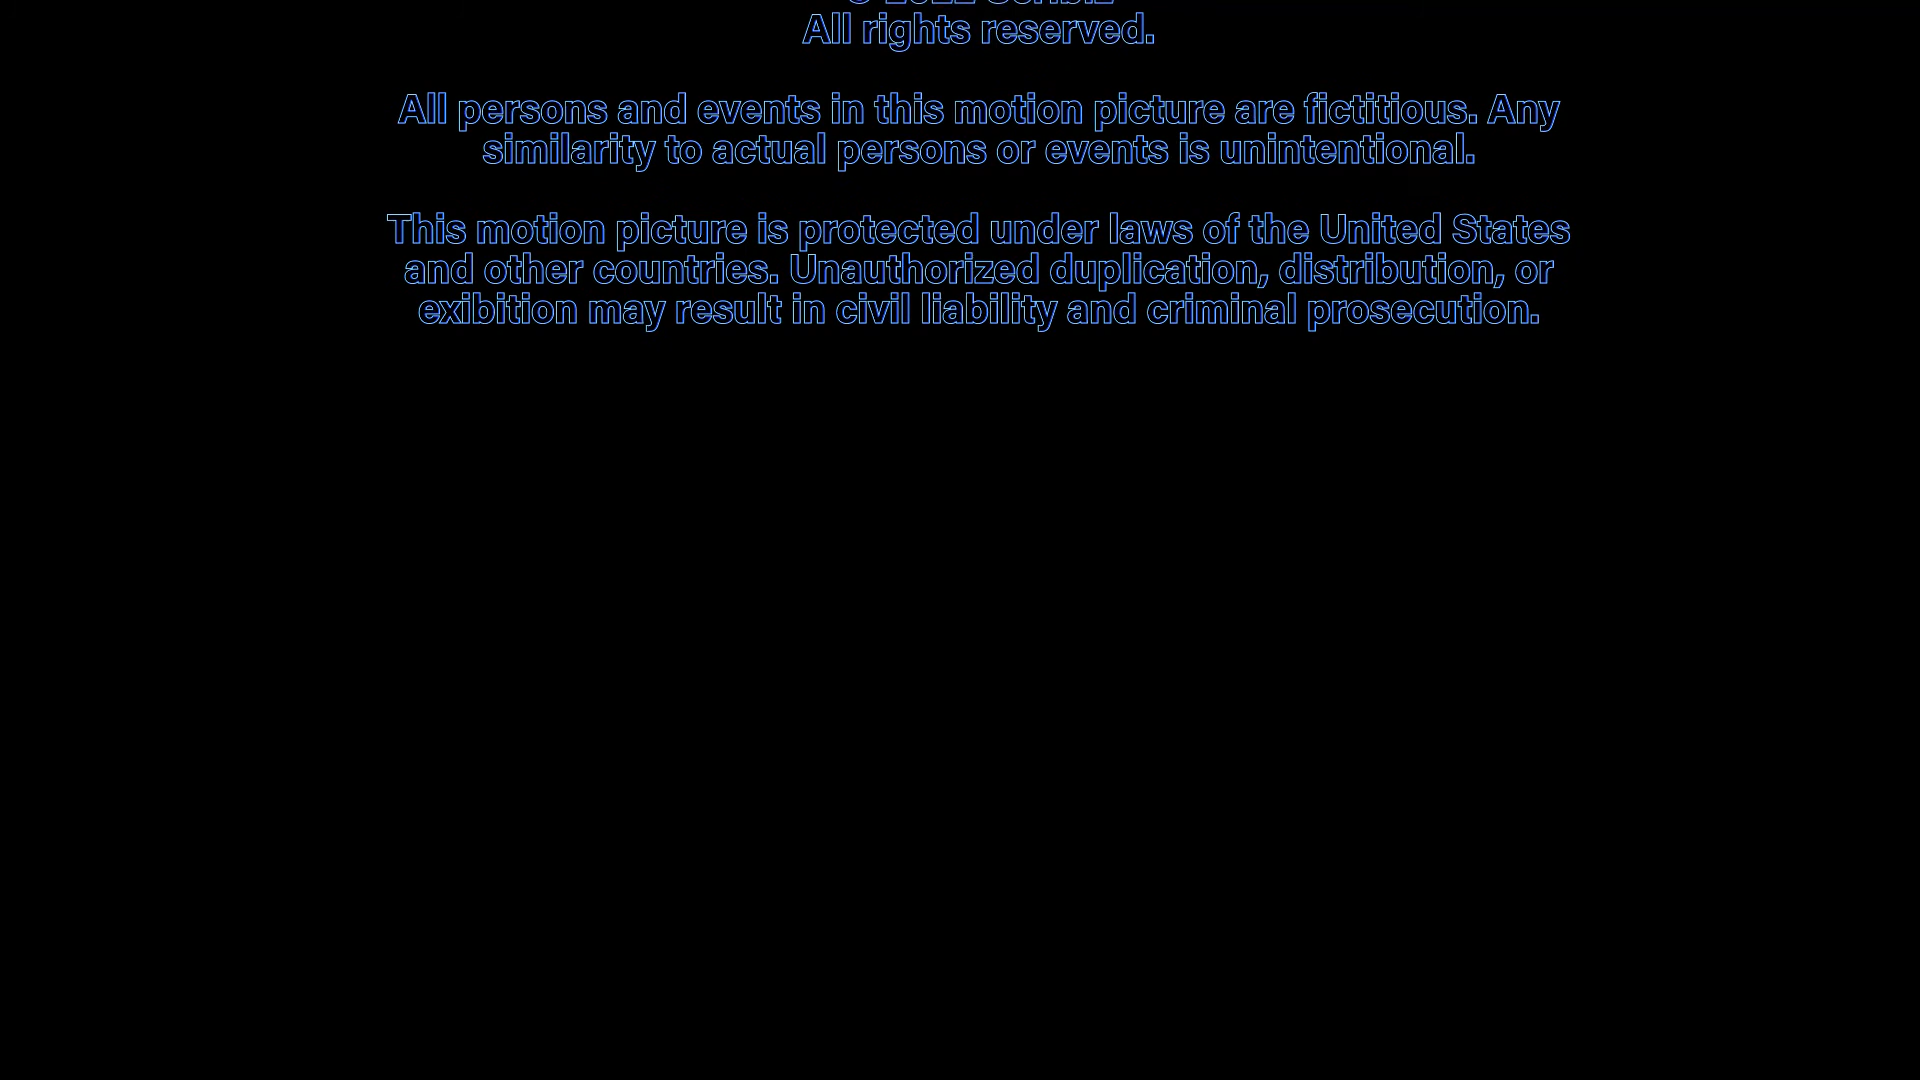 All rights reserved.
All persons and events in this motion picture are fictitious. Any
similarity to actual persons or events is unintentional.
This motion picture is protected under laws of the United States
and other countries. Unauthorized duplication, distribution, or
exibition may result in civil liability and criminal prosecution.